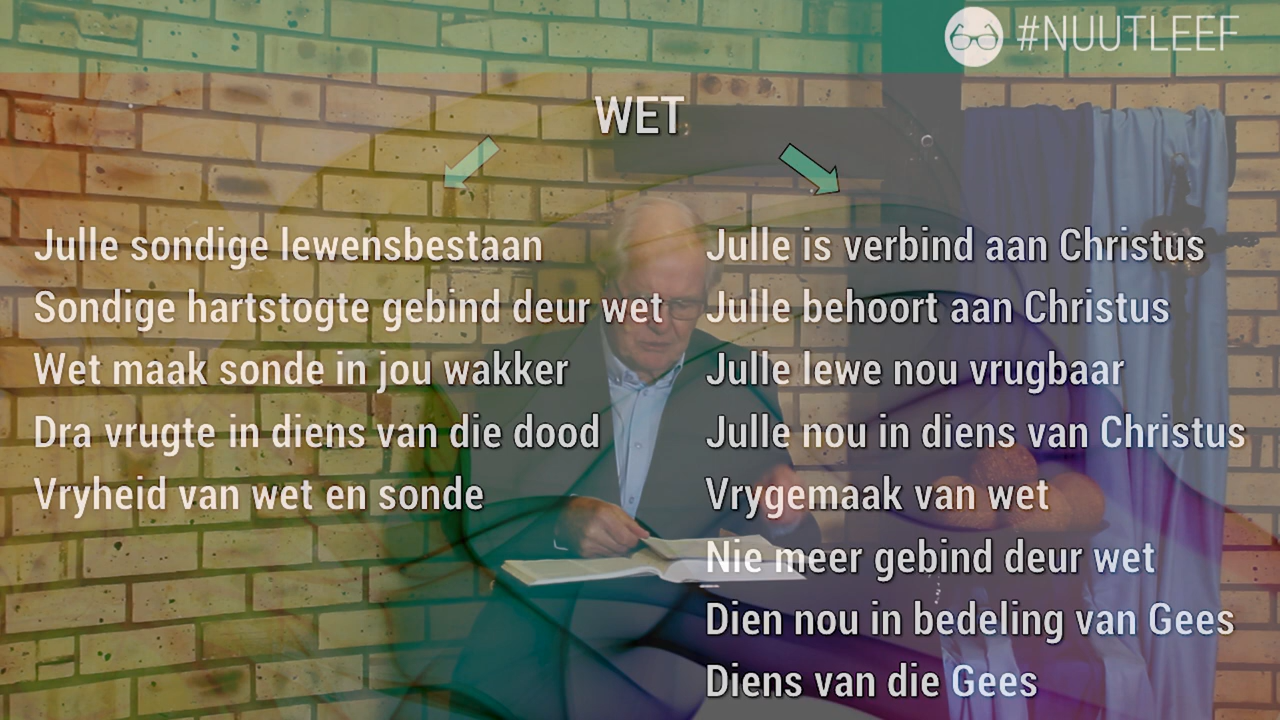 #NUUTLEEF
WET
Julle sondige lewensbestaan
Sondige hartstogte gebind deur wet
Wet maak sonde in jou wakker
Dra vrugte in diens van die dood
Vryheid van wet en sonde
Julle is verbind aan Christus
Julle behoort aan Christus
Julle lewe nou vrugbaar
Julle nou in diens van Christus
Vrygemaak van wet
Nie meer gebind deur wet
Dien nou in bedeling van Gees
Diens van die Gees